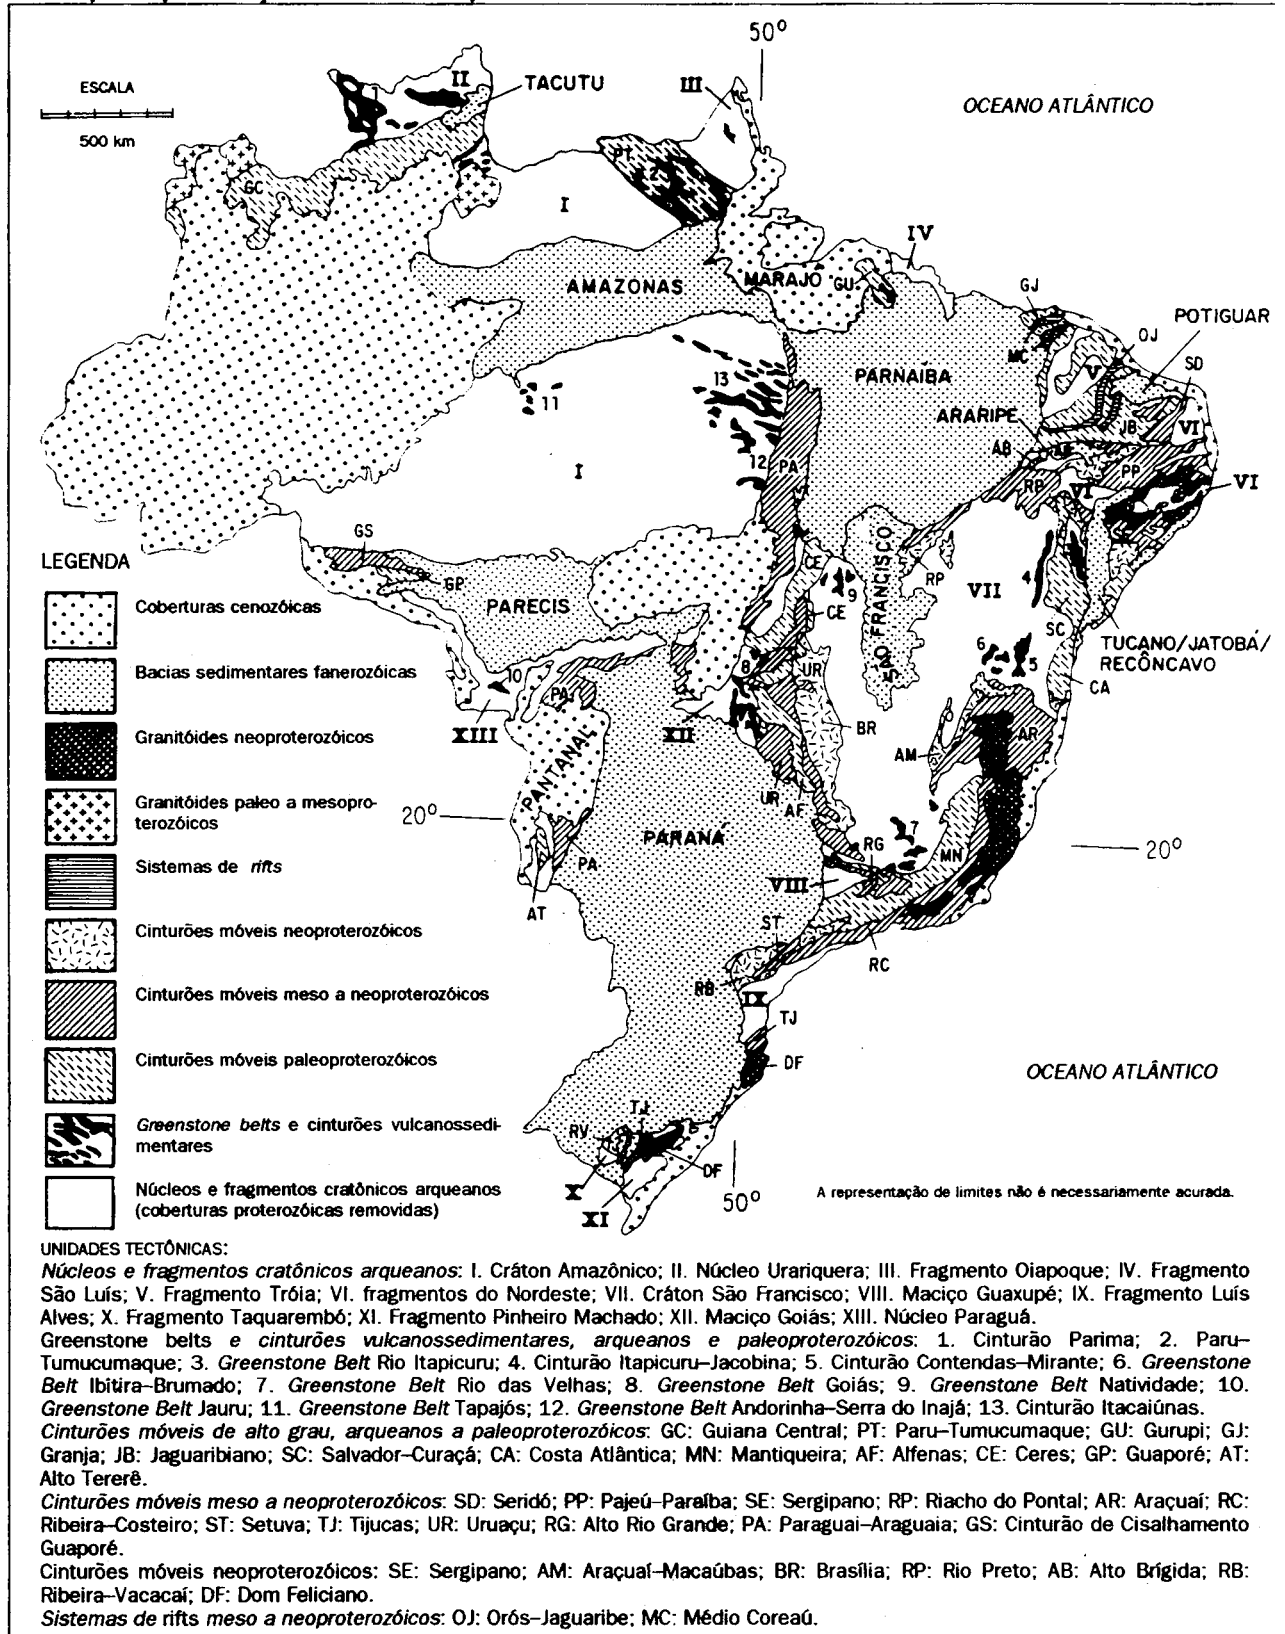 50º
ESCALA
500 km
II
TACUTU
III
OCEANO ATLÂNTICO
1
PT
2
GC
I
IV
AMAZONAS
MARAJÓ
GU
GJ
POTIGUAR
MC
OJ
V
SD
PARNAÍBA
13
11
ARARIPE
JB
VI
AB
12
PA
PP
RP
VI
VI
I
GS
GP
PARECIS
CE
9
CE
SÃO FRANCISCO
RP
VII
4
SE
SC
TUCANO/JATOBÁ/
RECÔNCAVO
6
5
CA
8
UR
10
PA
XIII
XII
BR
AM
AR
PANTANAL
UR
AF
20º
PARANÁ
7
RG
MN
20º
PA
VIII
AT
ST
RC
RB
IX
TJ
DF
OCEANO ATLÂNTICO
TJ
RV
DF
X
XI
50º
LEGENDA
Coberturas cenozóicas
Bacias sedimentares fanerozóicas
Granitóides neoproterozóicos
Granitóides paleo a mesopro-
terozóicos
Sistemas de rifts
Cinturões móveis neoproterozóicos
Cinturões móveis meso a neoproterozóicos
Cinturões móveis paleoproterozóicos
Greenstone belts e cinturões vulcanossedi-
mentares
Núcleos e fragmentos cratônicos arqueanos
(coberturas proterozóicas removidas)
A representação de limites não é necessariamente acurada.
UNIDADES TECTÔNICAS:
Núcleos e fragmentos cratônicos arqueanos: I. Cráton Amazônico; II. Núcleo Urariquera; III. Fragmento Oiapoque; IV. Fragmento
São Luís; V. Fragmento Tróia; VI. fragmentos do Nordeste; VII. Cráton São Francisco; VIII. Maciço Guaxupé; IX. Fragmento Luís
Alves; X. Fragmento Taquarembó; XI. Fragmento Pinheiro Machado; XII. Maciço Goiás; XIII. Núcleo Paraguá.
Greenstone belts e cinturões vulcanossedimentares, arqueanos e paleoproterozóicos: 1. Cinturão Parima; 2. Paru-
Tumucumaque; 3. Greenstone Belt Rio Itapicuru; 4. Cinturão Itapicuru-Jacobina; 5. Cinturão Contendas-Mirante; 6. Greenstone
Belt Ibitira-Brumado; 7. Greenstone Belt Rio das Velhas; 8. Greenstone Belt Goiás; 9. Greenstone Belt Natividade; 10.
Greenstone Belt Jauru; 11. Greenstone Belt Tapajós; 12. Greenstone Belt Andorinha-Serra do Inajá; 13. Cinturão Itacaiúnas.
Cinturões móveis de alto grau, arqueanos a paleoproterozóicos: GC: Guiana Central; PT: Paru-Tumucumaque; GU: Gurupi; GJ:
Granja; JB: Jaguaribiano; SC: Salvador-Curaçá; CA: Costa Atlântica; MN: Mantiqueira; AF: Alfenas; CE: Ceres; GP: Guaporé; AT:
Alto Tererê.
Cinturões móveis meso a neoproterozóicos: SD: Seridó; PP: Pajeú-Paraíba; SE: Sergipano; RP: Riacho do Pontal; AR: Araçuaí; RC:
Ribeira-Costeiro; ST: Setuva; TJ: Tijucas; UR: Uruaçu; RG: Alto Rio Grande; PA: Paraguai-Araguaia; GS: Cinturão de Cisalhamento
Guaporé.
Cinturões móveis neoproterozóicos: SE: Sergipano; AM: Araçuaí-Macaúbas; BR: Brasília; RP: Rio Preto; AB: Alto Brígida; RB:
Ribeira-Vacacaí; DF: Dom Feliciano.
Sistemas de rifts meso a neoproterozóicos: OJ: Orós-Jaguaribe; MC: Médio Coreaú.